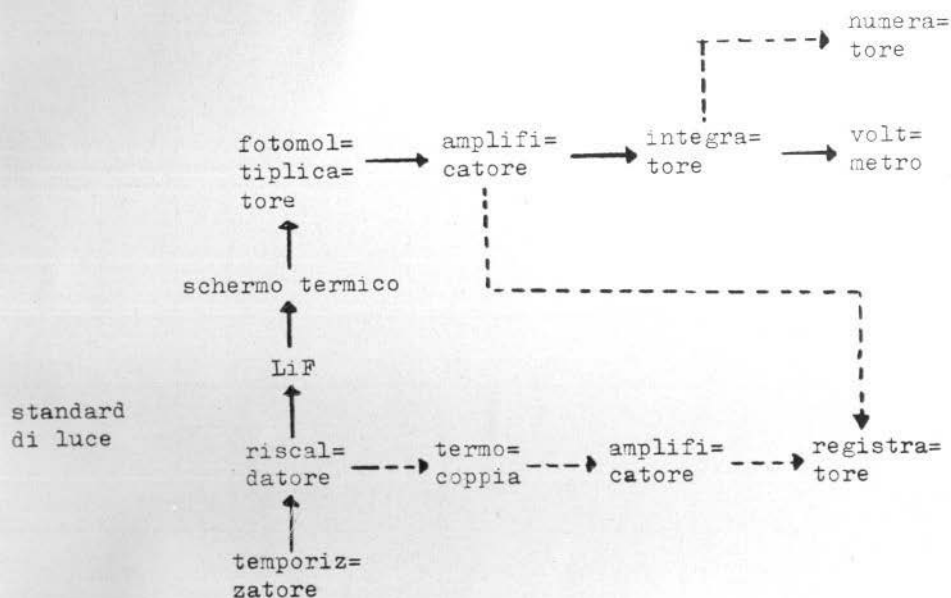 numera=
tore
fotomol=
tiplica=
tore
amplifi=
catore
integra=
tore
volt=
metro
schermo termico
LiF
standard
di luce
riscal=
datore
termo=
coppia
amplifi=
catore
registra=
tore
temporiz=
zatore